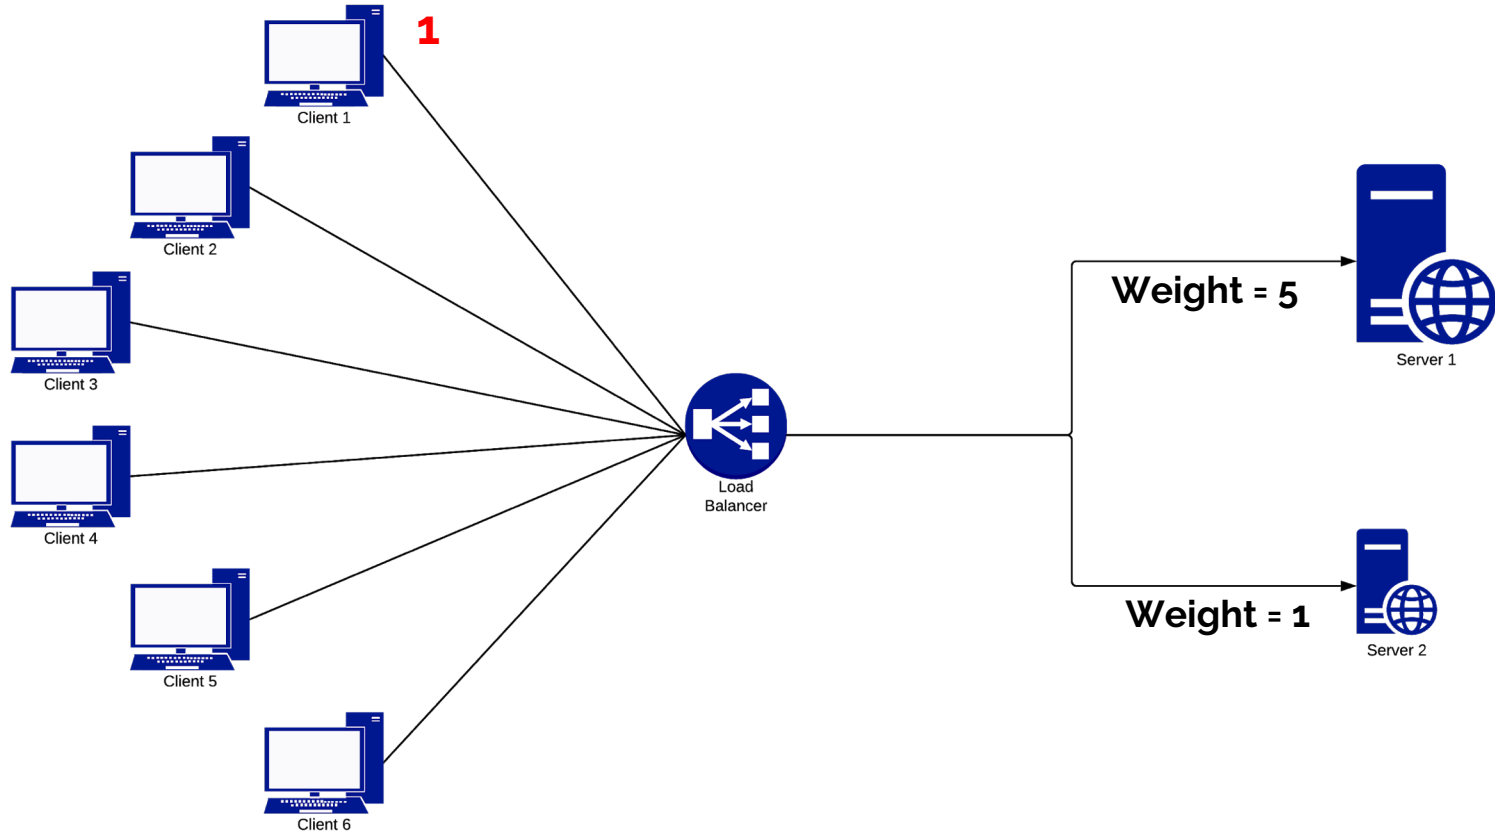 1
Client 1
Client 2
Client 3
Client 4
Client 5
Client 6
Load
Balancer
Weight = 5
Server 1
Weight = 1
Server 2